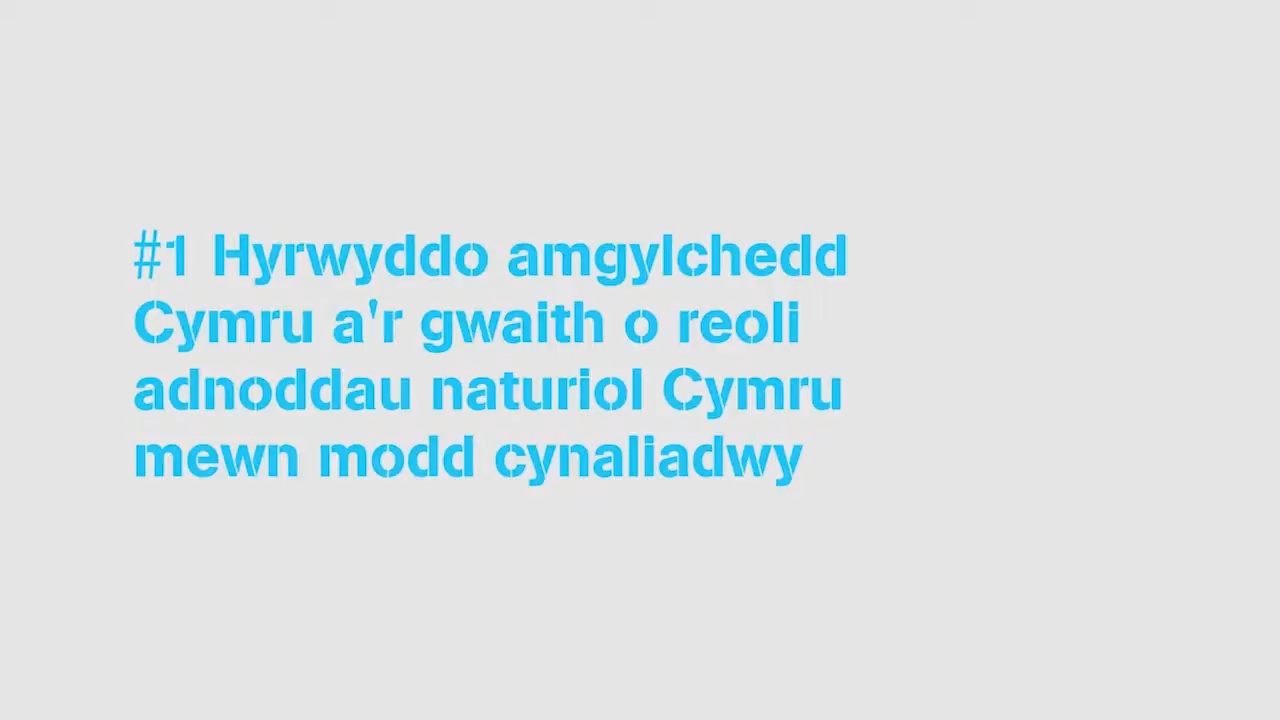 #1 Hyrwyddo amgylchedd
Cymru a'r gwaith o reoli
adnoddau naturiol Cymru
mewn modd cynaliadwy